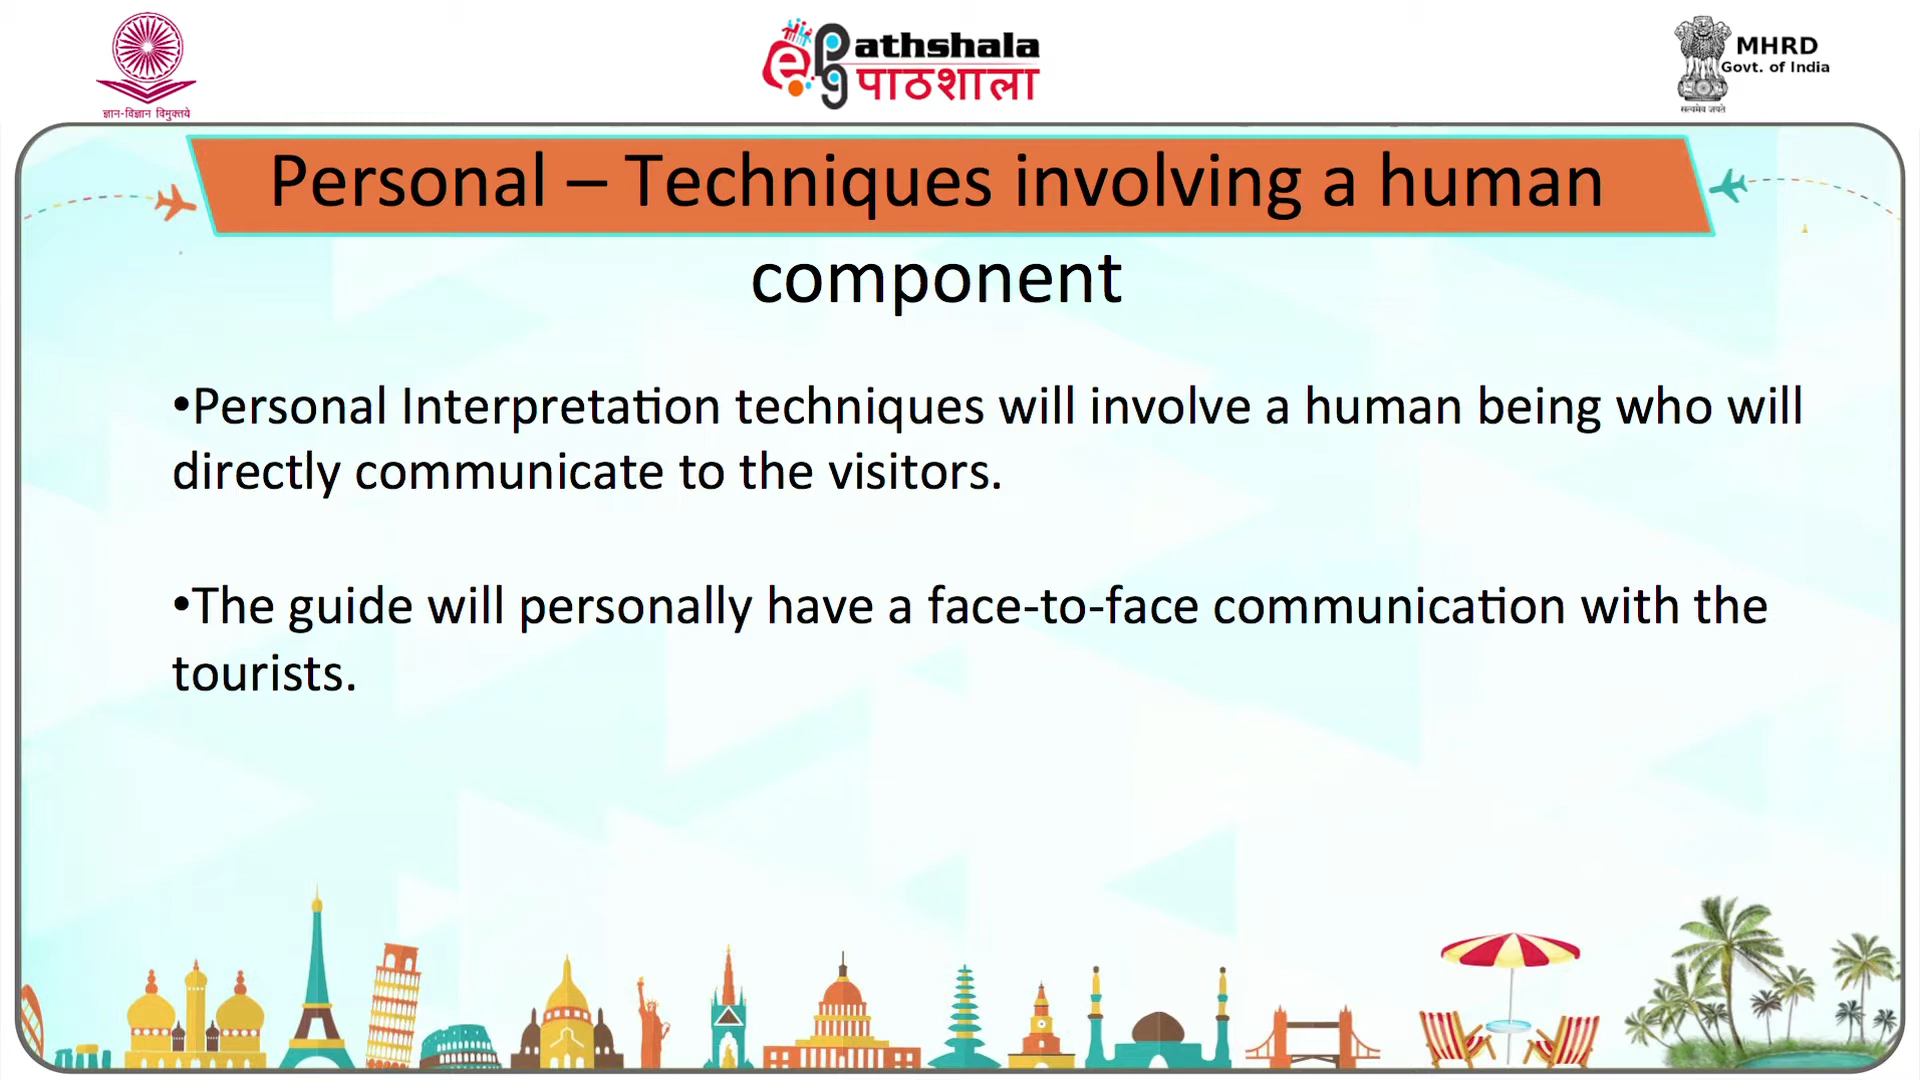 ज्ञान-विज्ञान विमुक्तये
ePGpathshala
पाठशाला
MHRD
Govt. of India
सत्यमेव जयते
Personal – Techniques involving a human
component
•Personal Interpretation techniques will involve a human being who will
directly communicate to the visitors.
•The guide will personally have a face-to-face communication with the
tourists.